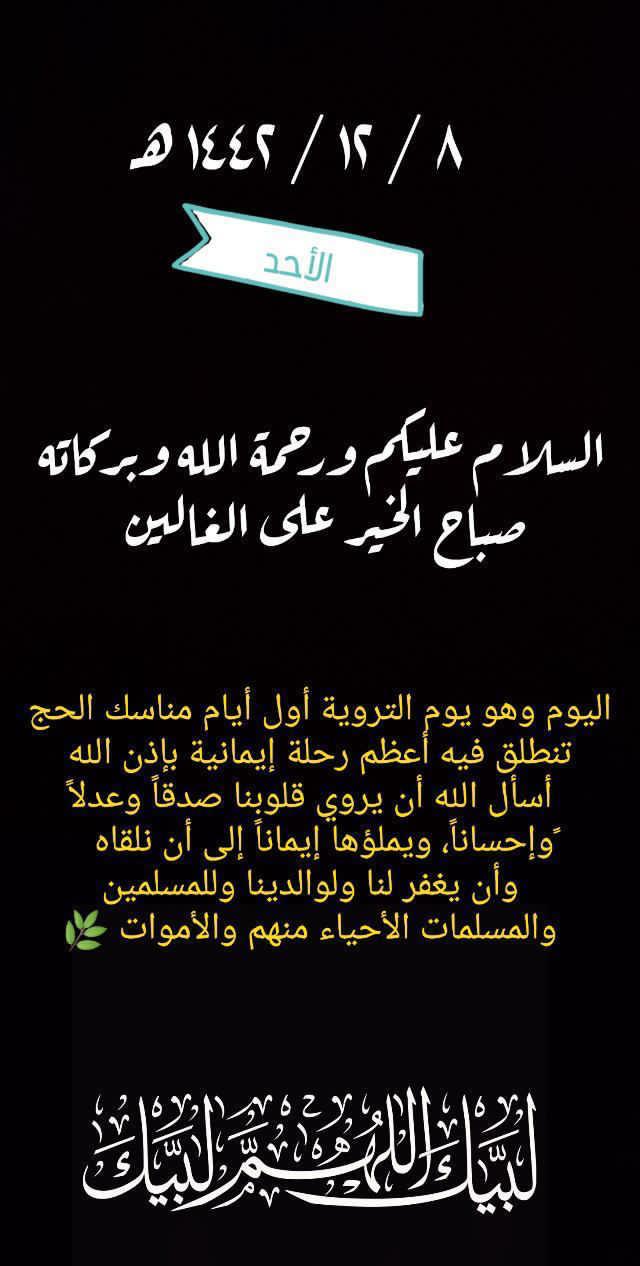 ٨ / ١٢ / ١٤٤٢ هـ
الأحد
السلام عليكم ورحمة الله وبركاته
صباح الخير على الغالين
اليوم وهو يوم التروية أول أيام مناسك الحج
تنطلق فيه أعظم رحلة إيمانية بإذن الله
أسأل الله أن يروي قلوبنا صدقاً وعدلاً
ًوإحساناً، ويملؤها إيماناً إلى أن نلقاه
وأن يغفر لنا ولوالدينا وللمسلمين
والمسلمات الأحياء منهم والأموات 🌿
لبيّك اللهمّ لبيّك